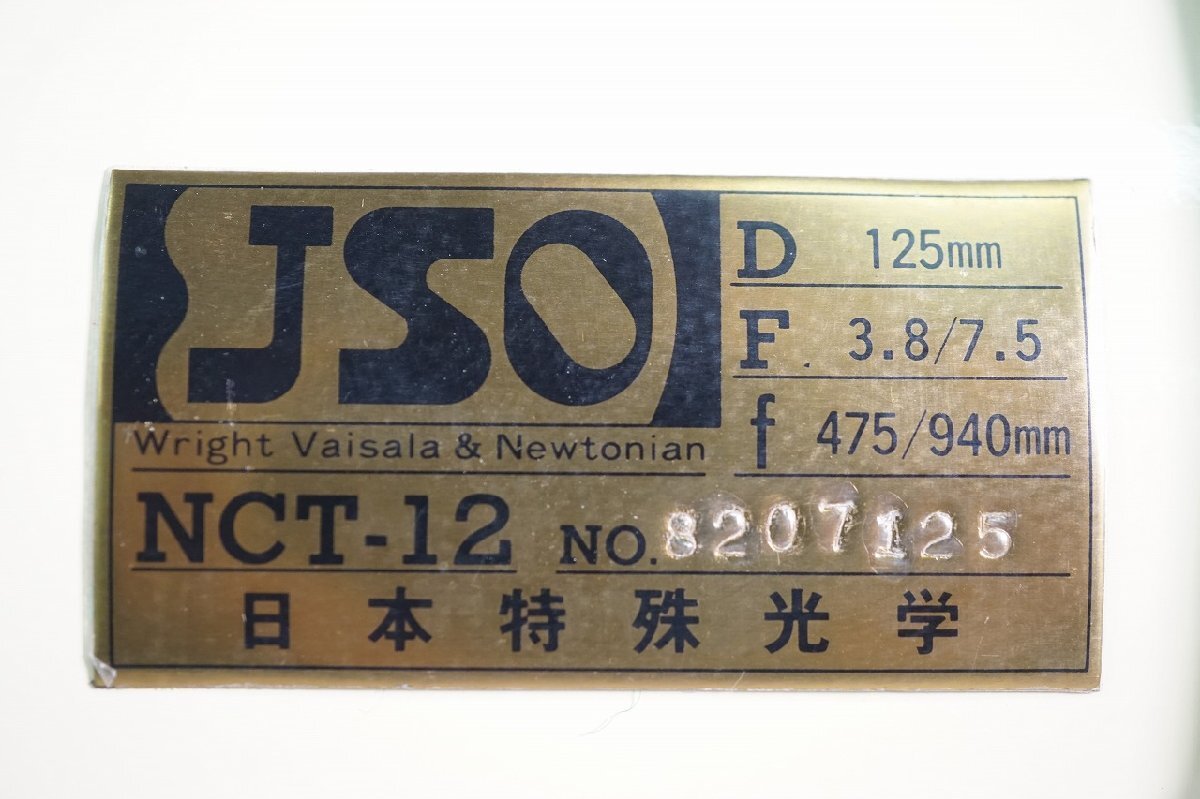 JSO
D 125mm
F. 3.8/7.5
f 475/940mm
Wright Vaisala & Newtonian
NCT-12 NO. 8207125
日本特殊光学